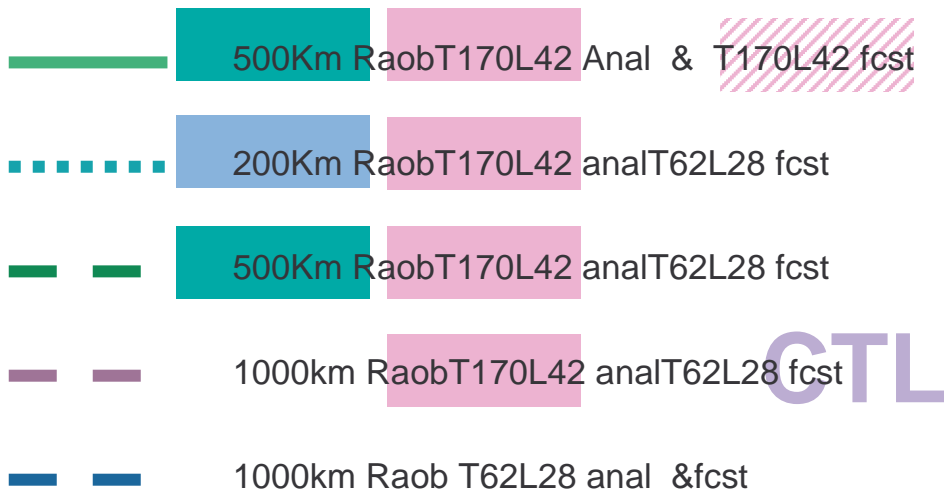 500Km RaobT170L42 Anal & T170L42 fcst
200Km RaobT170L42 analT62L28 fcst
500Km RaobT170L42 analT62L28 fcst
1000km RaobT170L42 analT62L28 fcst
CTL
1000km Raob T62L28 anal &fcst